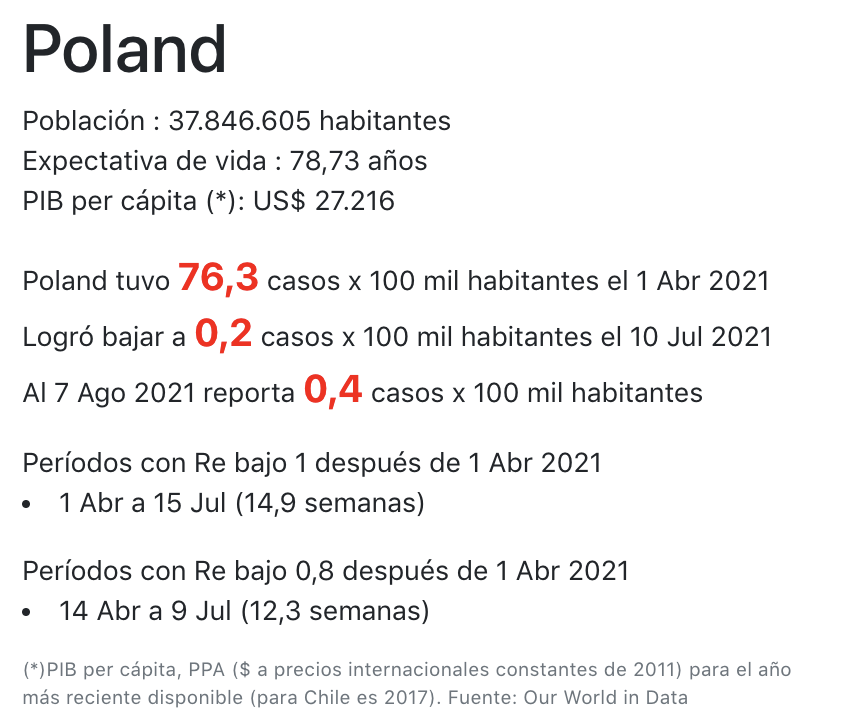 Poland
Población : 37.846.605 habitantes
Expectativa de vida : 78,73 años
PIB per cápita (*): US$ 27.216
Poland tuvo 76,3 casos x 100 mil habitantes el 1 Abr 2021
Logró bajar a 0,2 casos x 100 mil habitantes el 10 Jul 2021
Al 7 Ago 2021 reporta 0,4 casos x 100 mil habitantes
Períodos con Re bajo 1 después de 1 Abr 2021
• 1 Abr a 15 Jul (14,9 semanas)
Períodos con Re bajo 0,8 después de 1 Abr 2021
• 14 Abr a 9 Jul (12,3 semanas)
(*)PIB per cápita, PPA ($ a precios internacionales constantes de 2011) para el año
más reciente disponible (para Chile es 2017). Fuente: Our World in Data